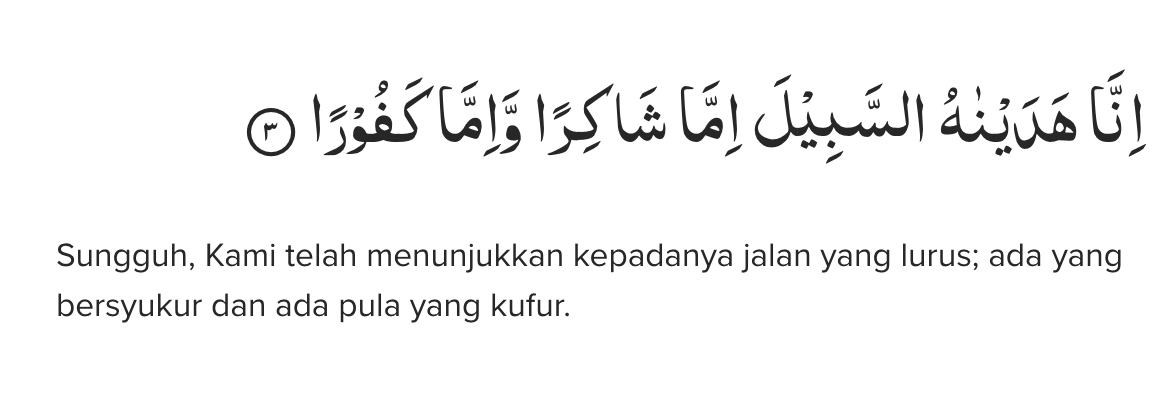 اِنَّا هَدَيْنٰهُ السَّبِيْلَ اِمَّا شَاكِرًا وَّاِمَّا كَفُوْرًا ٣
Sungguh, Kami telah menunjukkan kepadanya jalan yang lurus; ada yang
bersyukur dan ada pula yang kufur.